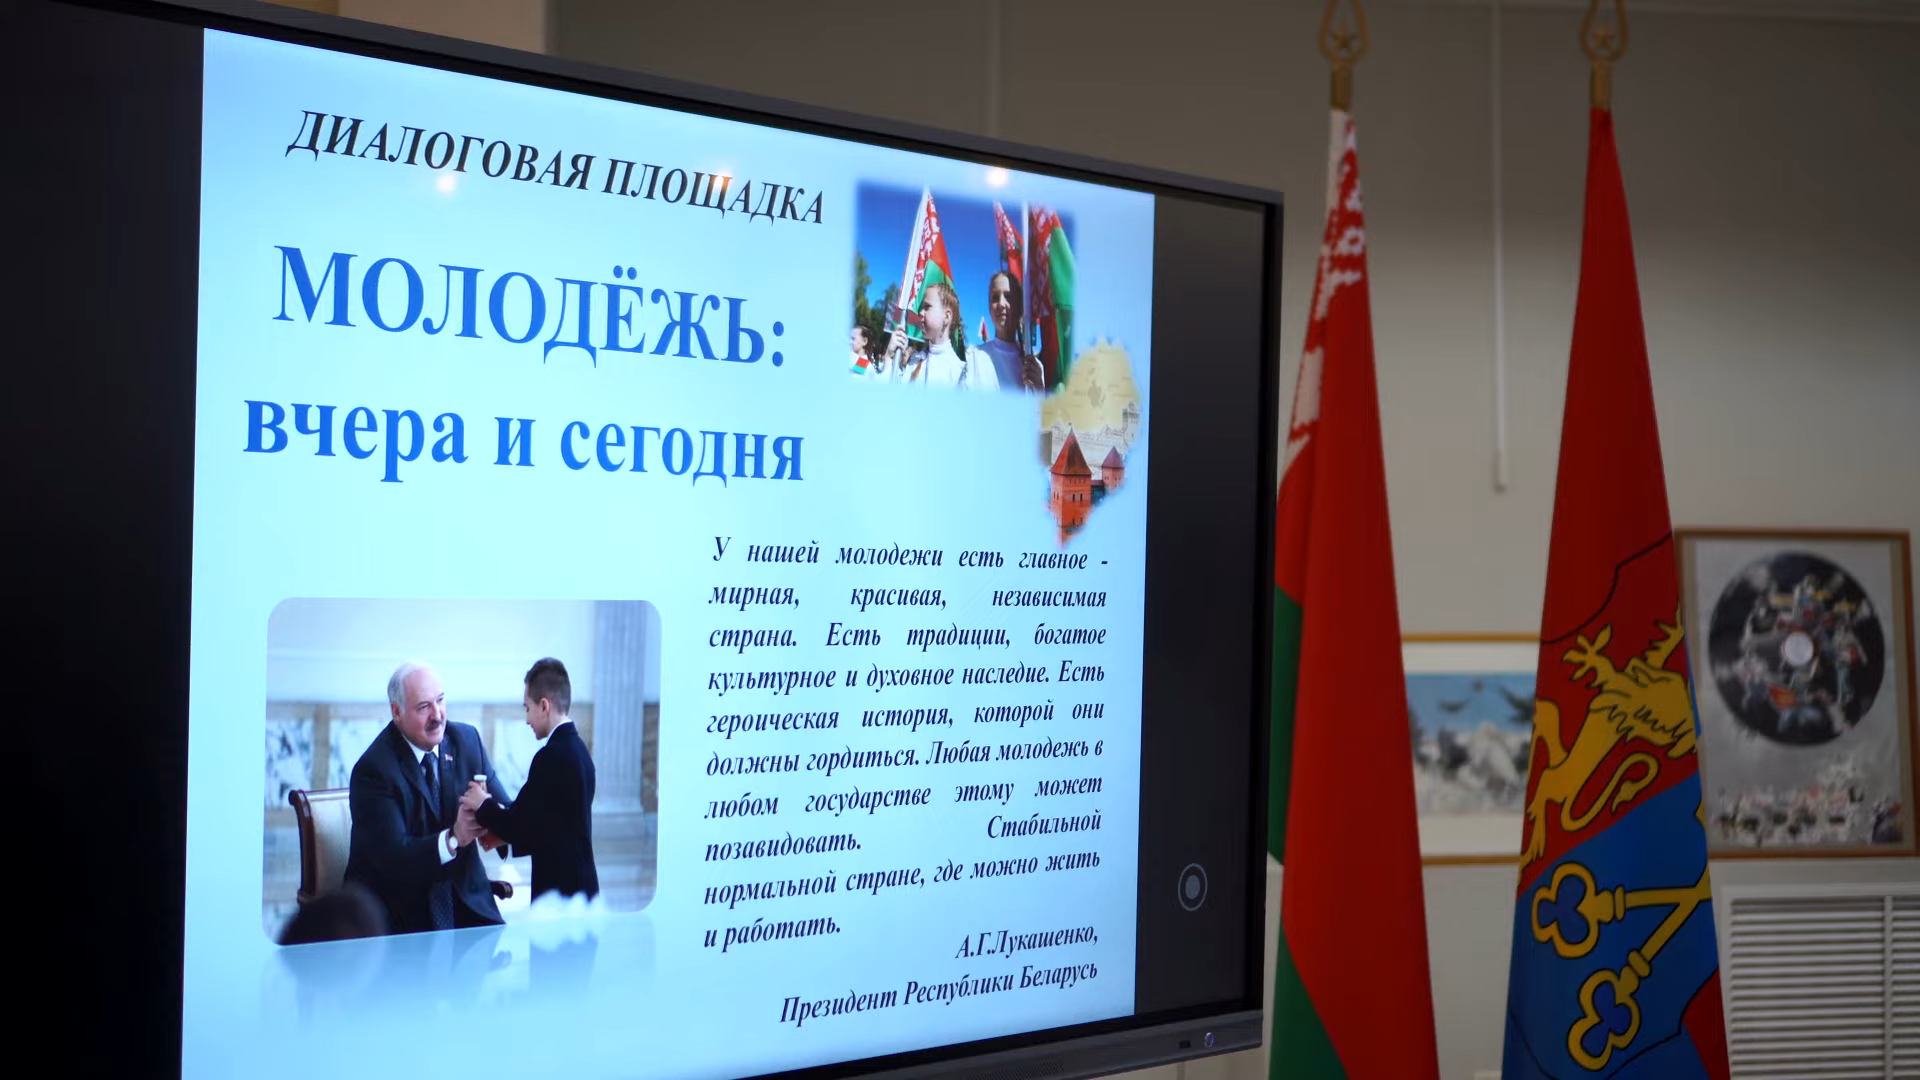 ДИАЛОГОВАЯ ПЛОЩАДКА
МОЛОДЁЖЬ:
вчера и сегодня
У нашей молодежи есть главное -
мирная, красивая, независимая
страна. Есть традиции, богатое
культурное и духовное наследие. Есть
героическая история, которой они
должны гордиться. Любая молодежь в
любом государстве этому может
позавидовать. Стабильной
нормальной стране, где можно жить
и работать.
А.Г.Лукашенко,
Президент Республики Беларусь